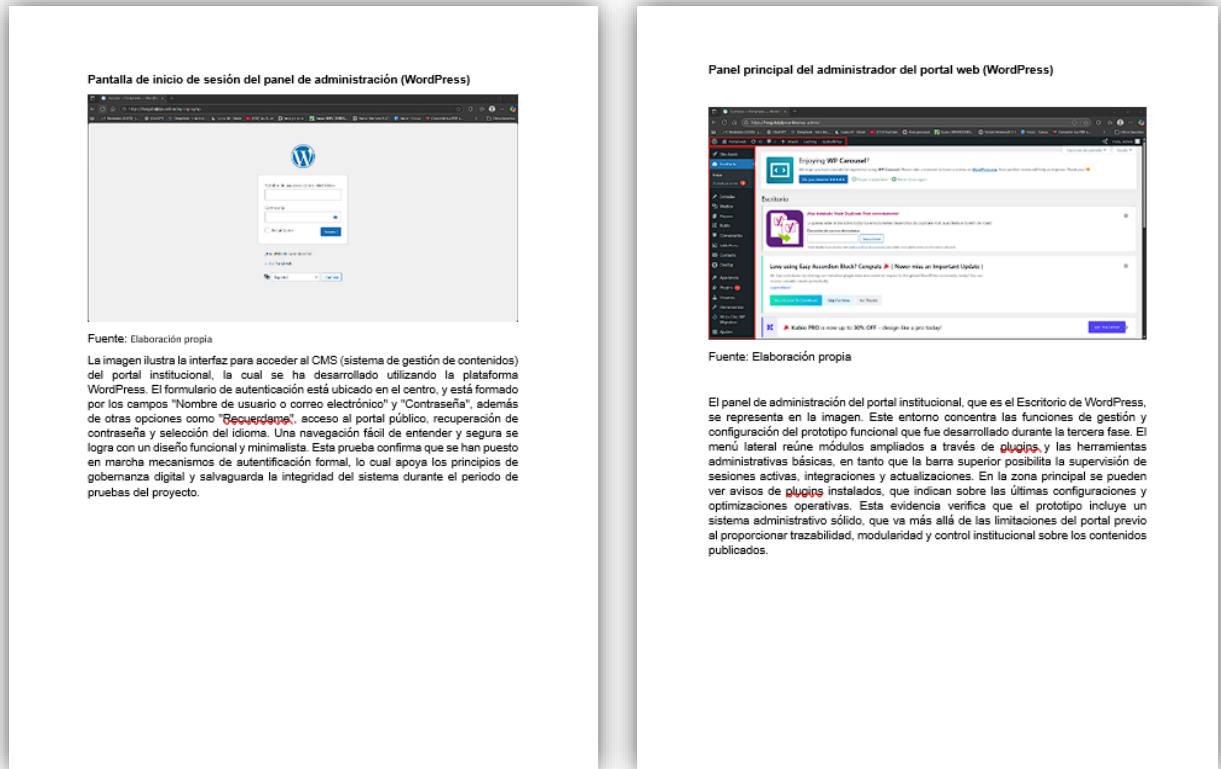 Pantalla de inicio de sesión del panel de administración (WordPress)
Fuente: Elaboración propia
La imagen ilustra la interfaz para acceder al CMS (sistema de gestión de contenidos)
del portal institucional, la cual se ha desarrollado utilizando la plataforma
WordPress. El formulario de autenticación está ubicado en el centro, y está formado
por los campos "Nombre de usuario o correo electrónico" y "Contraseña", además
de otras opciones como "Recuerdame", acceso al portal público, recuperación de
contraseña y selección del idioma. Una navegación fácil de entender y segura se
logra con un diseño funcional y minimalista. Esta prueba confirma que se han puesto
en marcha mecanismos de autentificación formal, lo cual apoya los principios de
gobernanza digital y salvaguarda la integridad del sistema durante el periodo de
pruebas del proyecto.
Panel principal del administrador del portal web (WordPress)
Enjoying WP Carousel?
Escritorio
Love using Easy Accordion Block? Congrats ( Never miss an Important Update )
Kubio PRO is now up to 30% OFF - design like a pro today!
Fuente: Elaboración propia
El panel de administración del portal institucional, que es el Escritorio de WordPress,
se representa en la imagen. Este entorno concentra las funciones de gestión y
configuración del prototipo funcional que fue desarrollado durante la tercera fase. El
menú lateral reúne módulos ampliados a través de plugins y las herramientas
administrativas básicas, en tanto que la barra superior posibilita la supervisión de
sesiones activas, integraciones y actualizaciones. En la zona principal se pueden
ver avisos de plugins instalados, que indican sobre las últimas configuraciones y
optimizaciones operativas. Esta evidencia verifica que el prototipo incluye un
sistema administrativo sólido, que va más allá de las limitaciones del portal previo
al proporcionar trazabilidad, modularidad y control institucional sobre los contenidos
publicados.